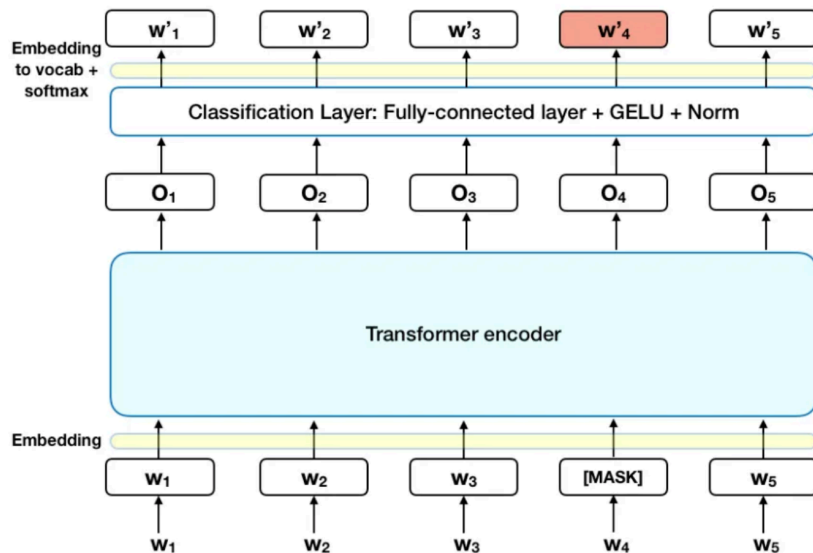 w'₁ w'₂ w'₃ w'₄ w'₅
Embedding
to vocab +
softmax
Classification Layer: Fully-connected layer + GELU + Norm
O₁ O₂ O₃ O₄ O₅
Transformer encoder
Embedding
w₁ w₂ w₃ [MASK] w₅
w₁ w₂ w₃ w₄ w₅